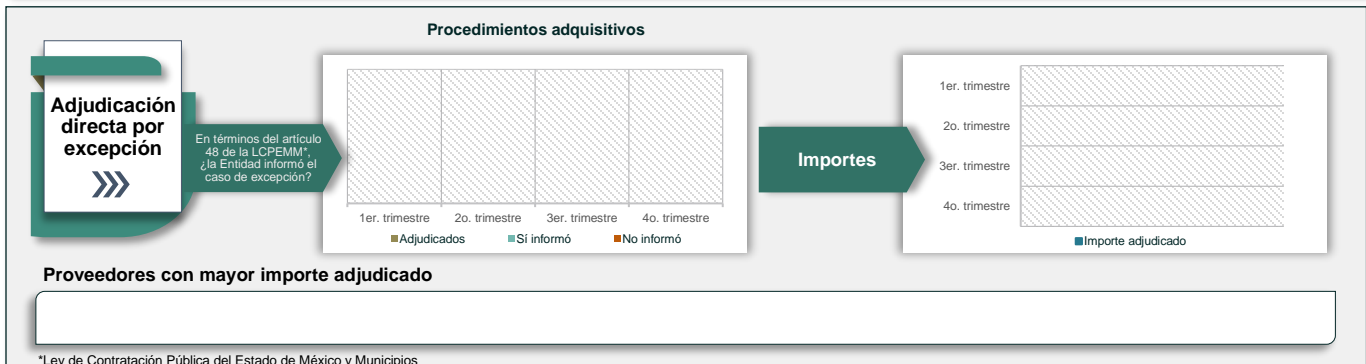 Procedimientos adquisitivos
Adjudicación
directa por
excepción
En términos del artículo
48 de la LCPEMM*,
¿la Entidad informó el
caso de excepción?
1er. trimestre 2o. trimestre 3er. trimestre 4o. trimestre
Adjudicados Sí informó No informó
Importes
1er. trimestre
2o. trimestre
3er. trimestre
4o. trimestre
Importe adjudicado
Proveedores con mayor importe adjudicado
*Ley de Contratación Pública del Estado de México y Municipios